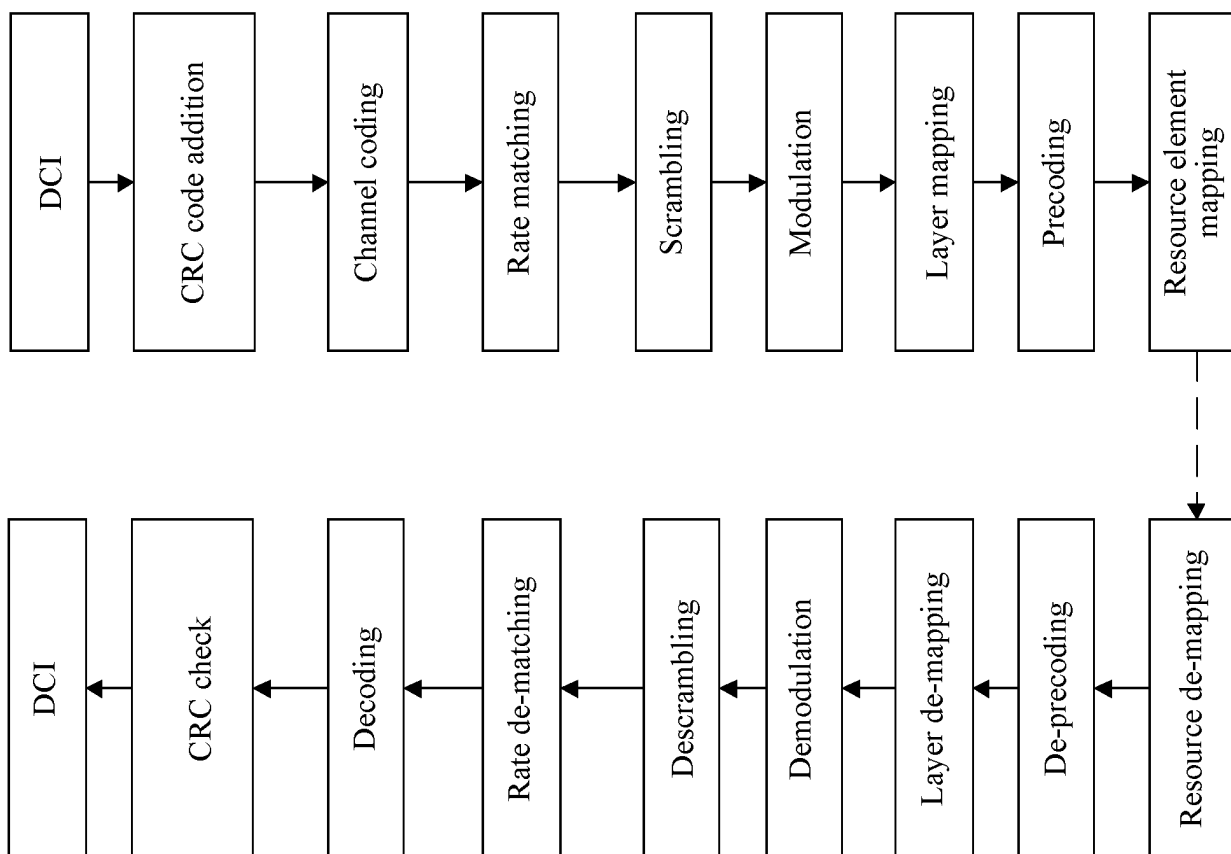 DCI
CRC code addition
Channel coding
Rate matching
Scrambling
Modulation
Layer mapping
Precoding
Resource element
mapping
DCI
CRC check
Decoding
Rate de-matching
Descrambling
Demodulation
Layer de-mapping
De-precoding
Resource de-mapping